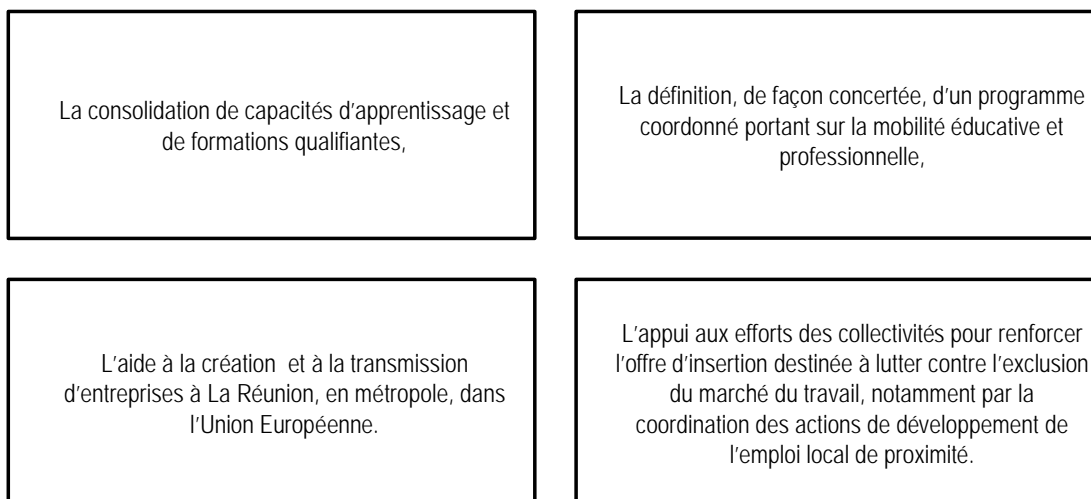 La consolidation de capacités d'apprentissage et
de formations qualifiantes,
La définition, de façon concertée, d'un programme
coordonné portant sur la mobilité éducative et
professionnelle,
L'aide à la création  et à la transmission
d'entreprises à La Réunion, en métropole, dans
l'Union Européenne.
L'appui aux efforts des collectivités pour renforcer
l'offre d'insertion destinée à lutter contre l'exclusion
du marché du travail, notamment par la
coordination des actions de développement de
l'emploi local de proximité.